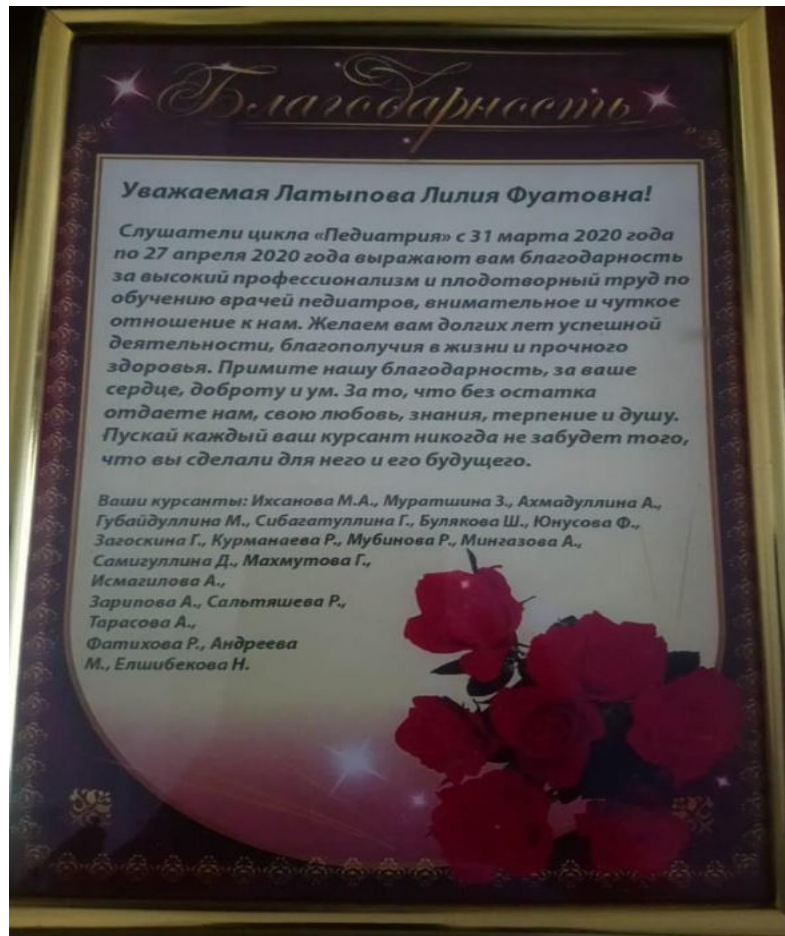 Благодарность
Уважаемая Латыпова Лилия Фуатовна!
Слушатели цикла «Педиатрия» с 31 марта 2020 года
по 27 апреля 2020 года выражают вам благодарность
за высокий профессионализм и плодотворный труд по
обучению врачей педиатров, внимательное и чуткое
отношение к нам. Желаем вам долгих лет успешной
деятельности, благополучия в жизни и прочного
здоровья. Примите нашу благодарность, за ваше
сердце, доброту и ум. За то, что без остатка
отдаете нам, свою любовь, знания, терпение и душу.
Пускай каждый ваш курсант никогда не забудет того,
что вы сделали для него и его будущего.
Ваши курсанты: Ихсанова М.А., Муратшина З., Ахмадуллина А.,
Губайдуллина М., Сибагатуллина Г., Булякова Ш., Юнусова Ф.,
Загоскина Г., Курманаева Р., Мубинова Р., Мингазова А.,
Самигуллина Д., Махмутова Г.,
Исмагилова А.,
Зарипова А., Сальтяшева Р.,
Тарасова А.,
Фатихова Р., Андреева
М., Елшибекова Н.